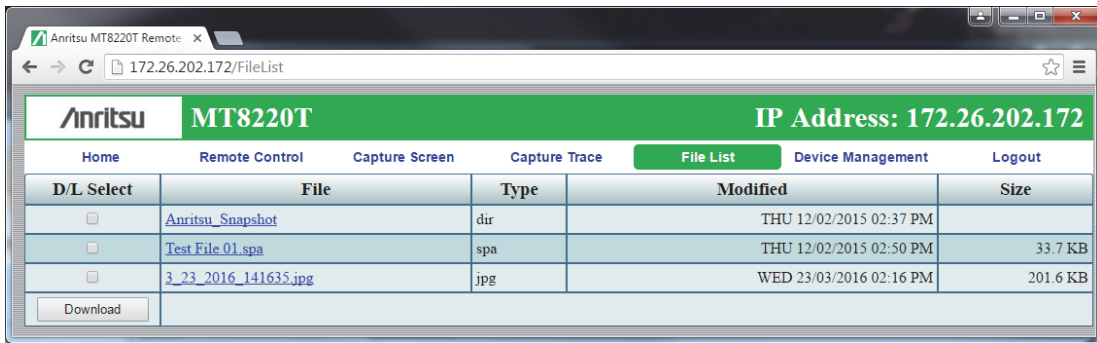 Anritsu MT8220T Remote
172.26.202.172/FileList
Anritsu MT8220T IP Address: 172.26.202.172
Home Remote Control Capture Screen Capture Trace File List Device Management Logout
D/L Select File Type Modified Size
Anritsu_Snapshot dir THU 12/02/2015 02:37 PM
Test File 01.spa spa THU 12/02/2015 02:50 PM 33.7 KB
3_23_2016_141635.jpg jpg WED 23/03/2016 02:16 PM 201.6 KB
Download